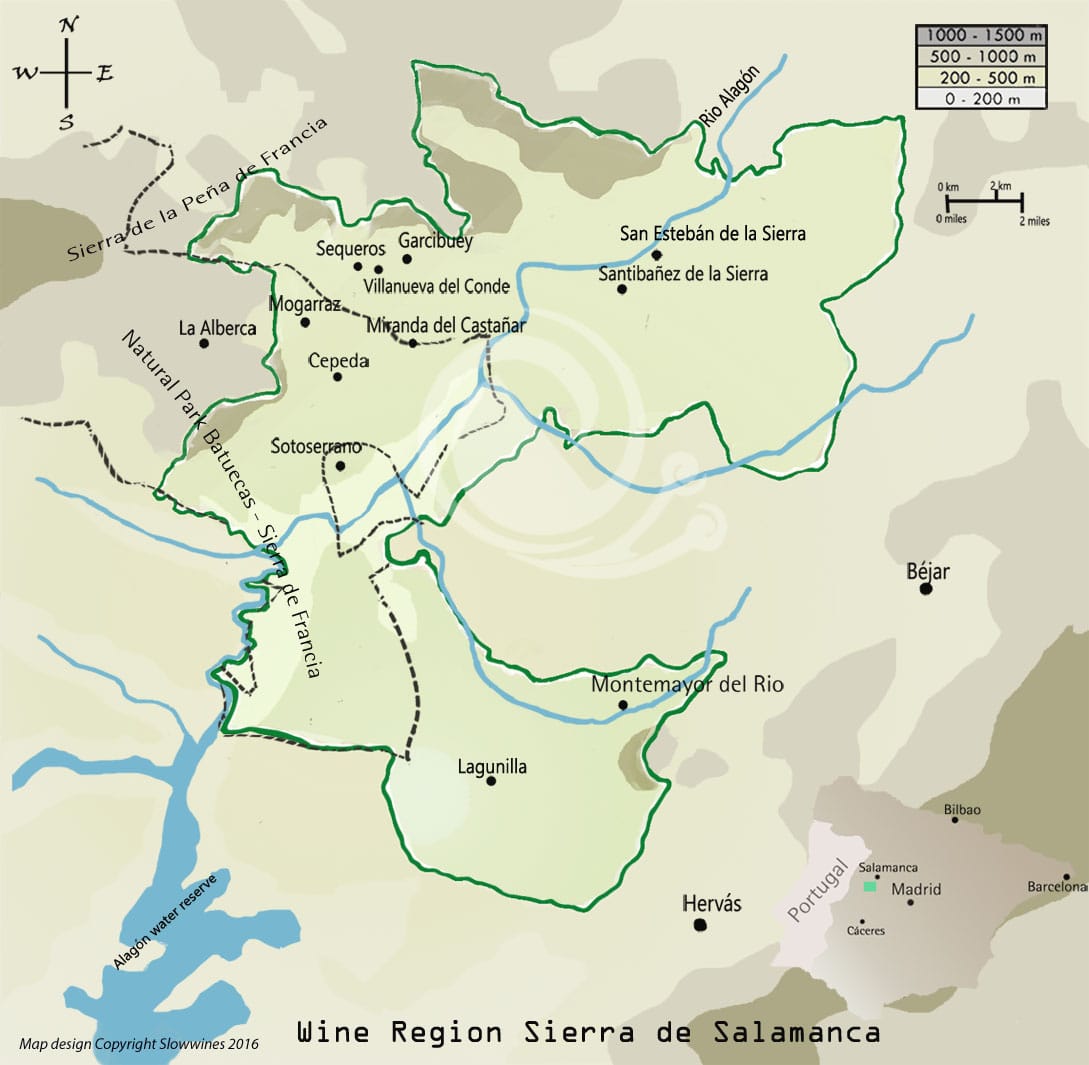 N
W E
S
1000 - 1500 m
500 - 1000 m
200 - 500 m
0 - 200 m
Rio Alagón
Sierra de la Peña de Francia
0 km 2 km
0 miles 2 miles
San Estebán de la Sierra
Sequeros
Garcibuey
Santibañez de la Sierra
Villanueva del Conde
Mogarraz
La Alberca
Miranda del Castañar
Natural Park Batuecas - Sierra de Francia
Cepeda
Sotoserrano
Béjar
Montemayor del Rio
Lagunilla
Bilbao
Salamanca
Portugal
Madrid
Barcelona
Hervás
Cáceres
Alagón water reserve
Wine Region Sierra de Salamanca
Map design Copyright Slowwines 2016